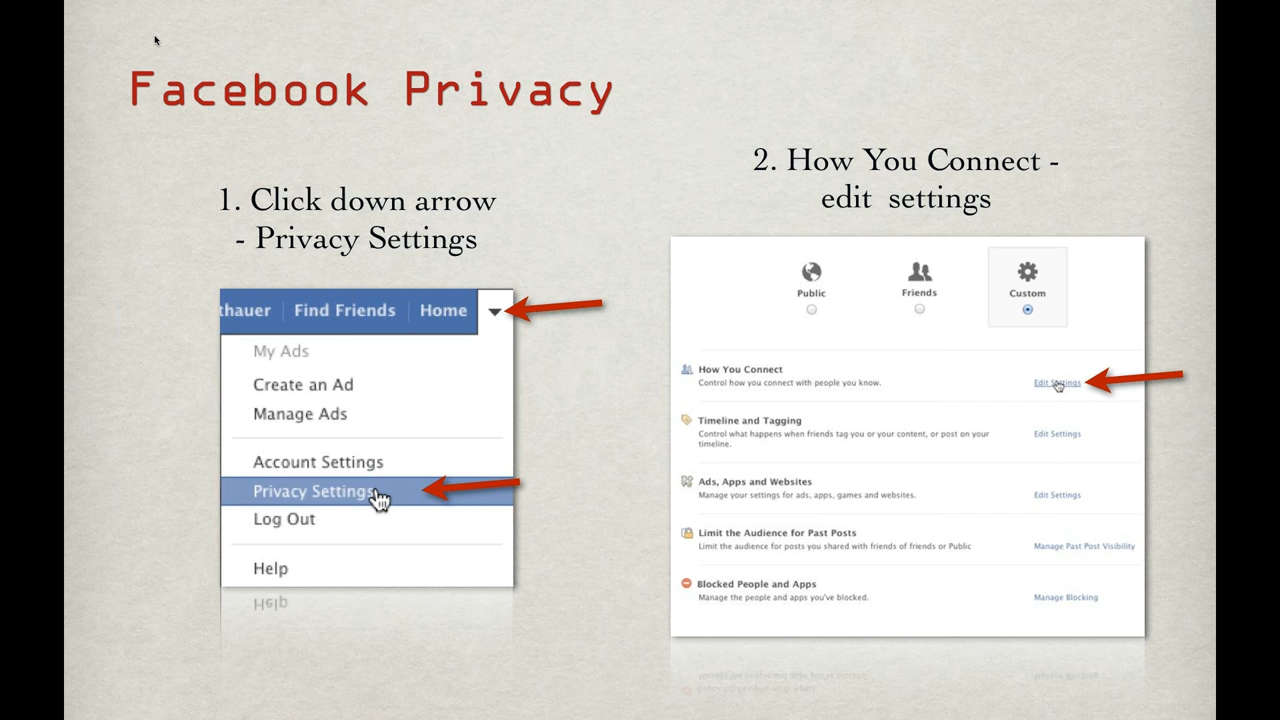 Facebook Privacy
1. Click down arrow
- Privacy Settings
thauer Find Friends Home
My Ads
Create an Ad
Manage Ads
Account Settings
Privacy Settings
Log Out
Help
2. How You Connect -
edit settings
Public Friends Custom
How You Connect
Control how you connect with people you know. Edit Settings
Timeline and Tagging
Control what happens when friends tag you or your content, or post on your Edit Settings
timeline.
Ads, Apps and Websites
Manage your settings for ads, apps, games and websites. Edit Settings
Limit the Audience for Past Posts
Limit the audience for posts you shared with friends of friends or Public Manage Past Post Visibility
Blocked People and Apps
Manage the people and apps you've blocked. Manage Blocking